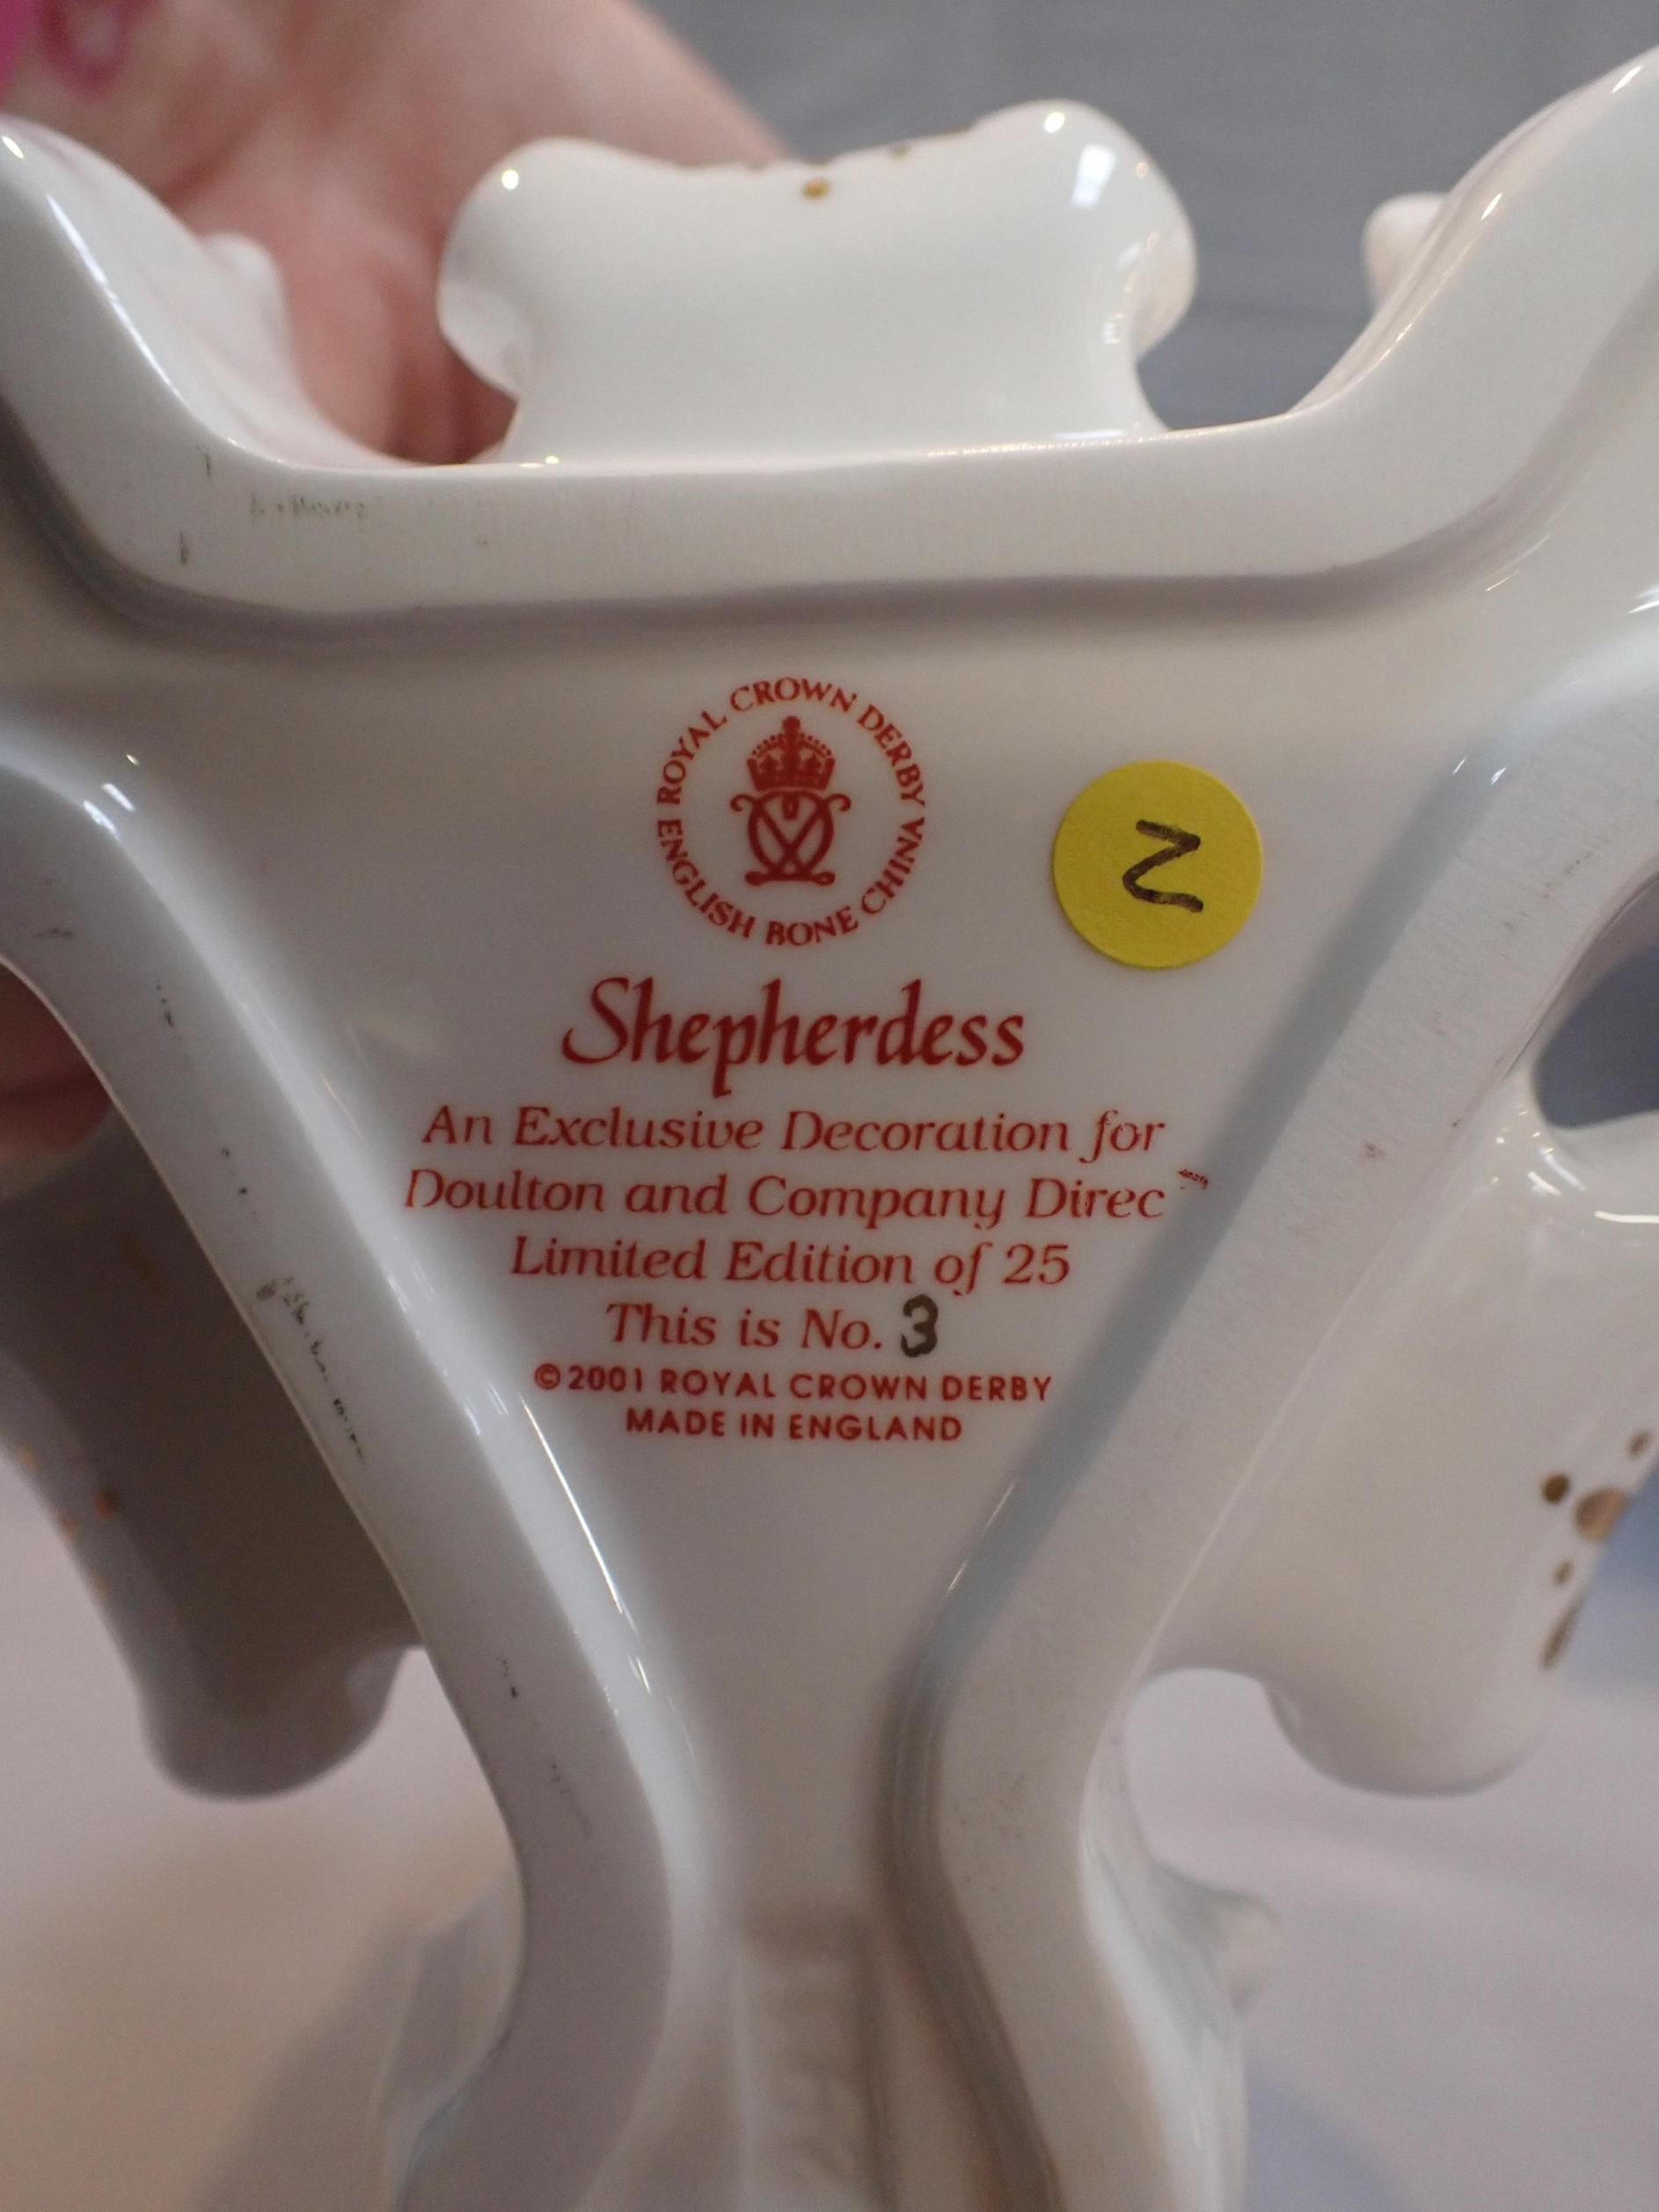 ROYAL CROWN DERBY
ENGLISH BONE CHINA
Shepherdess
An Exclusive Decoration for
Doulton and Company Direc
Limited Edition of 25
This is No. 3
©2001 ROYAL CROWN DERBY
MADE IN ENGLAND